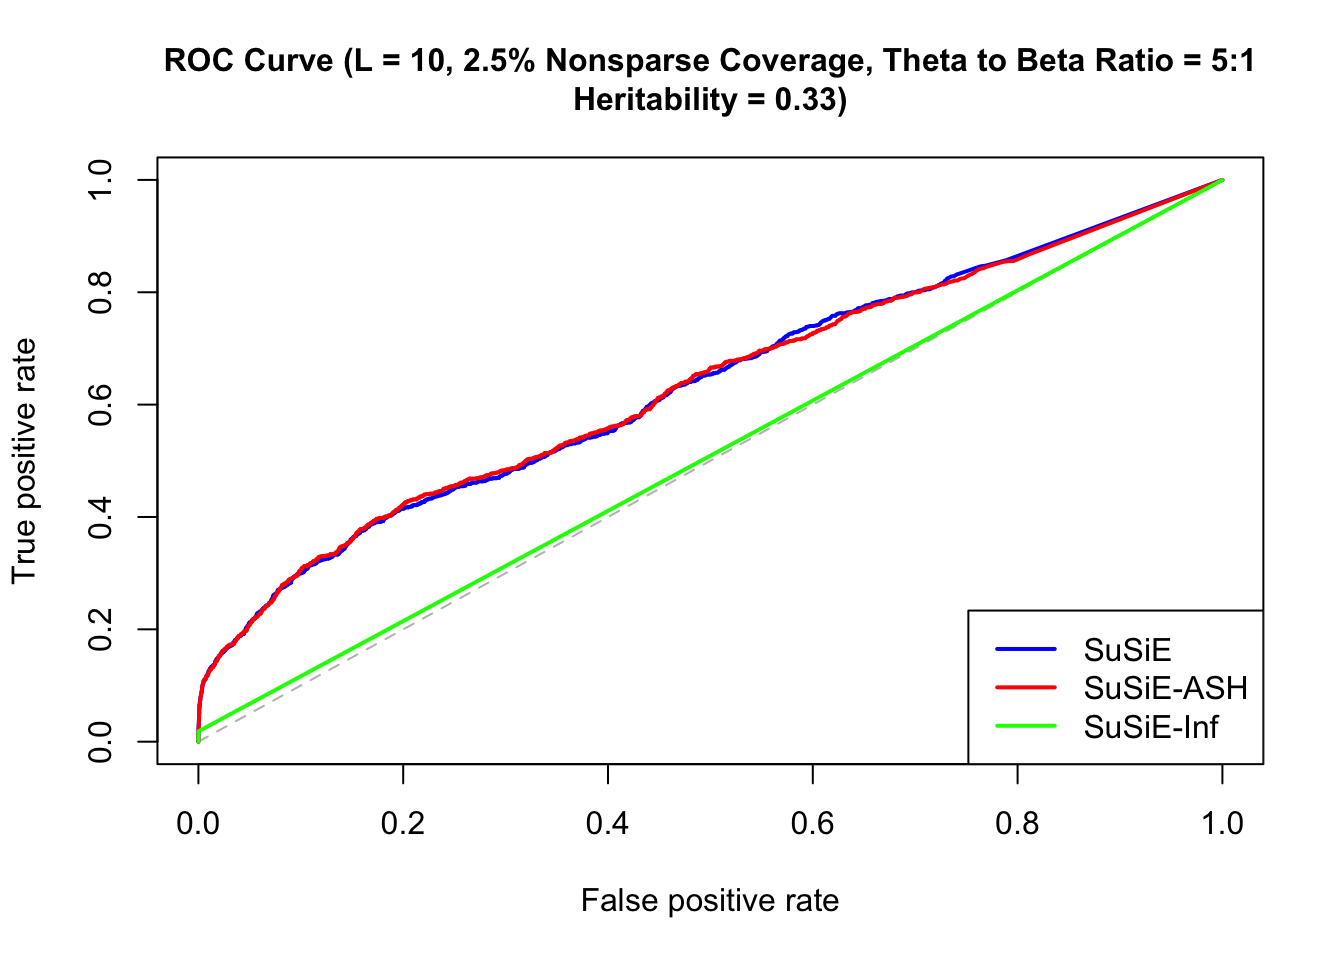 ROC Curve (L = 10, 2.5% Nonsparse Coverage, Theta to Beta Ratio = 5:1
Heritability = 0.33)
True positive rate
1.0
0.8
0.6
0.4
0.2
0.0
SuSiE
SuSiE-ASH
SuSiE-Inf
0.0 0.2 0.4 0.6 0.8 1.0
False positive rate